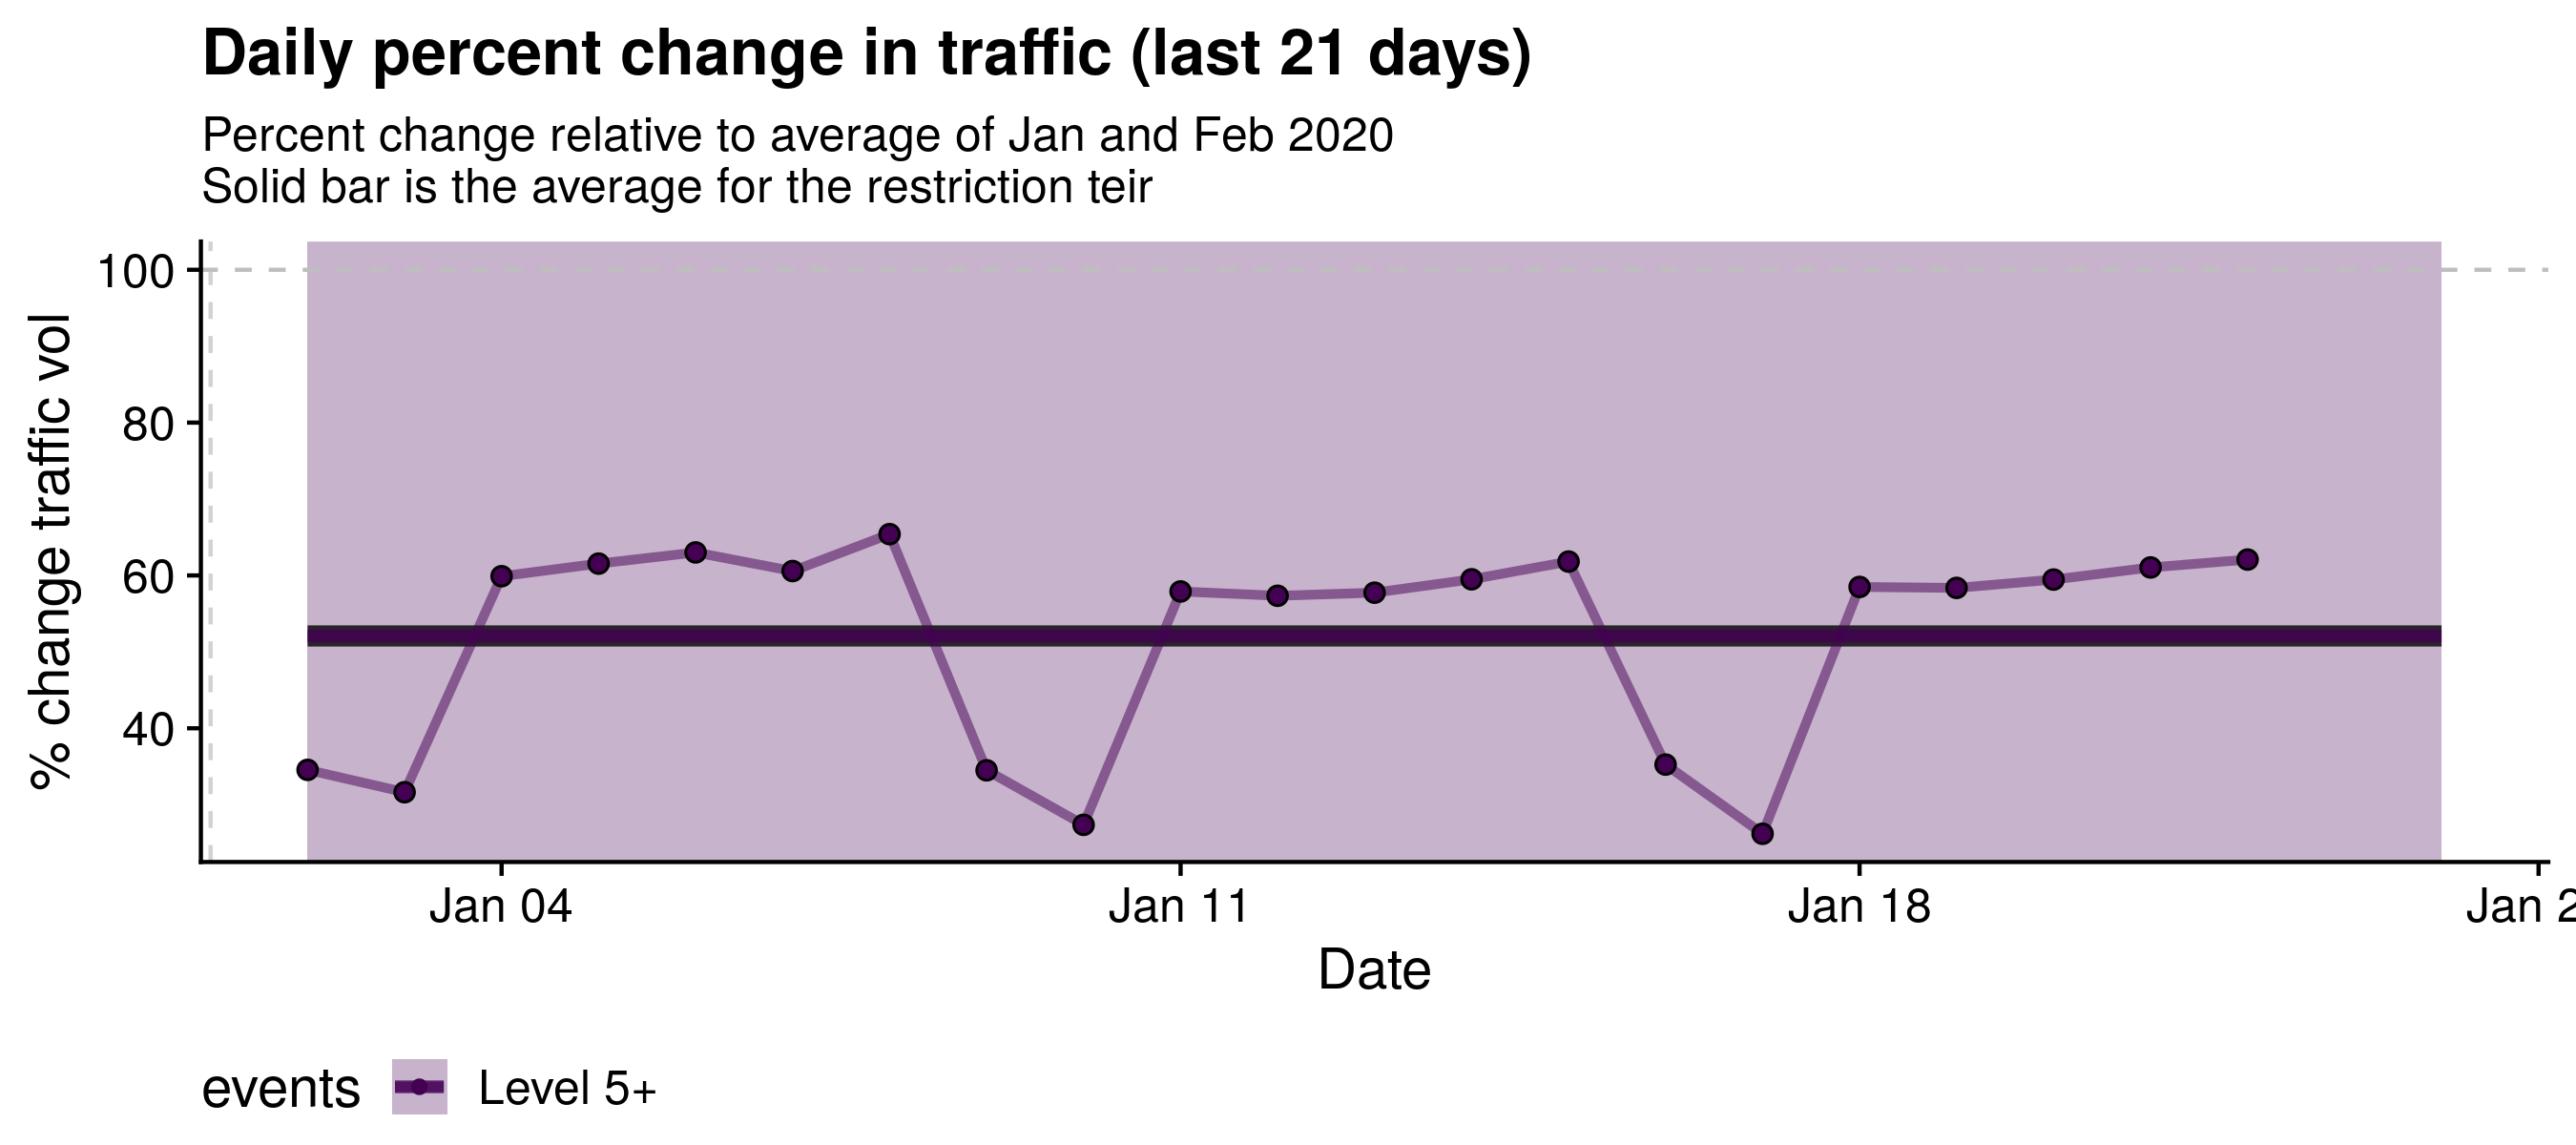 Daily percent change in traffic (last 21 days)
Percent change relative to average of Jan and Feb 2020
Solid bar is the average for the restriction teir
% change traffic vol
100
80
60
40
Jan 04
Jan 11
Jan 18
Jan 2
Date
events
Level 5+